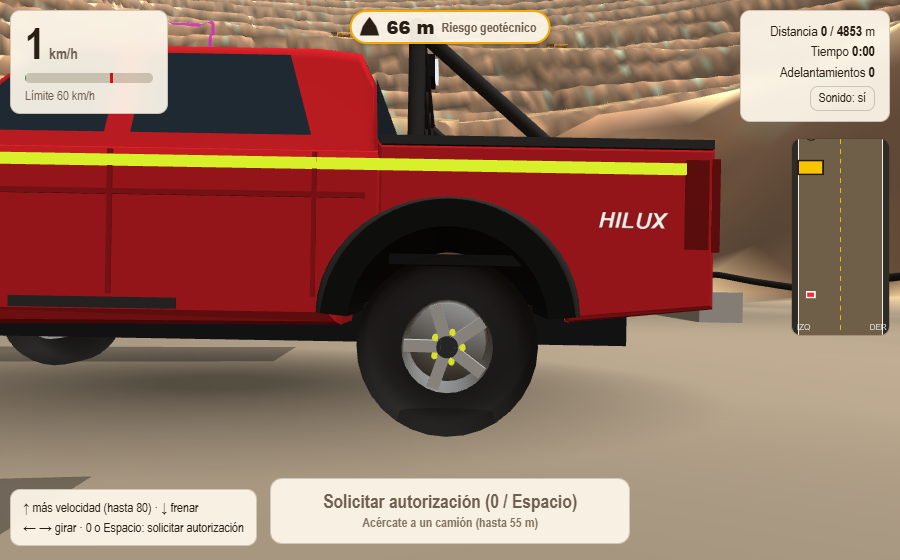 1 km/h
Límite 60 km/h
66 m Riesgo geotécnico
Distancia 0 / 4853 m
Tiempo 0:00
Adelantamientos 0
Sonido: sí
HILUX
IZQ DER
Solicitar autorización (0 / Espacio)
Acércate a un camión (hasta 55 m)
↑ más velocidad (hasta 80) · ↓ frenar
← → girar · 0 o Espacio: solicitar autorización